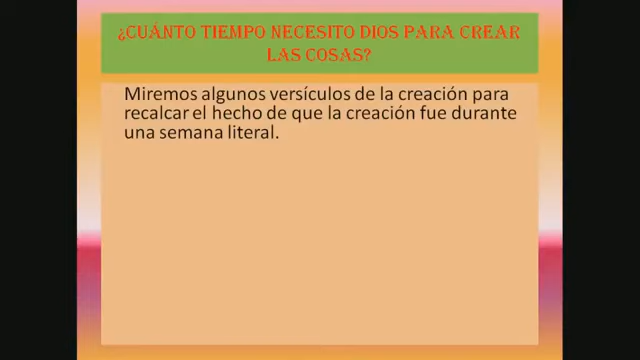 ¿CUÁNTO TIEMPO NECESITO DIOS PARA CREAR
LAS COSAS?
Miremos algunos versículos de la creación para
recalcar el hecho de que la creación fue durante
una semana literal.